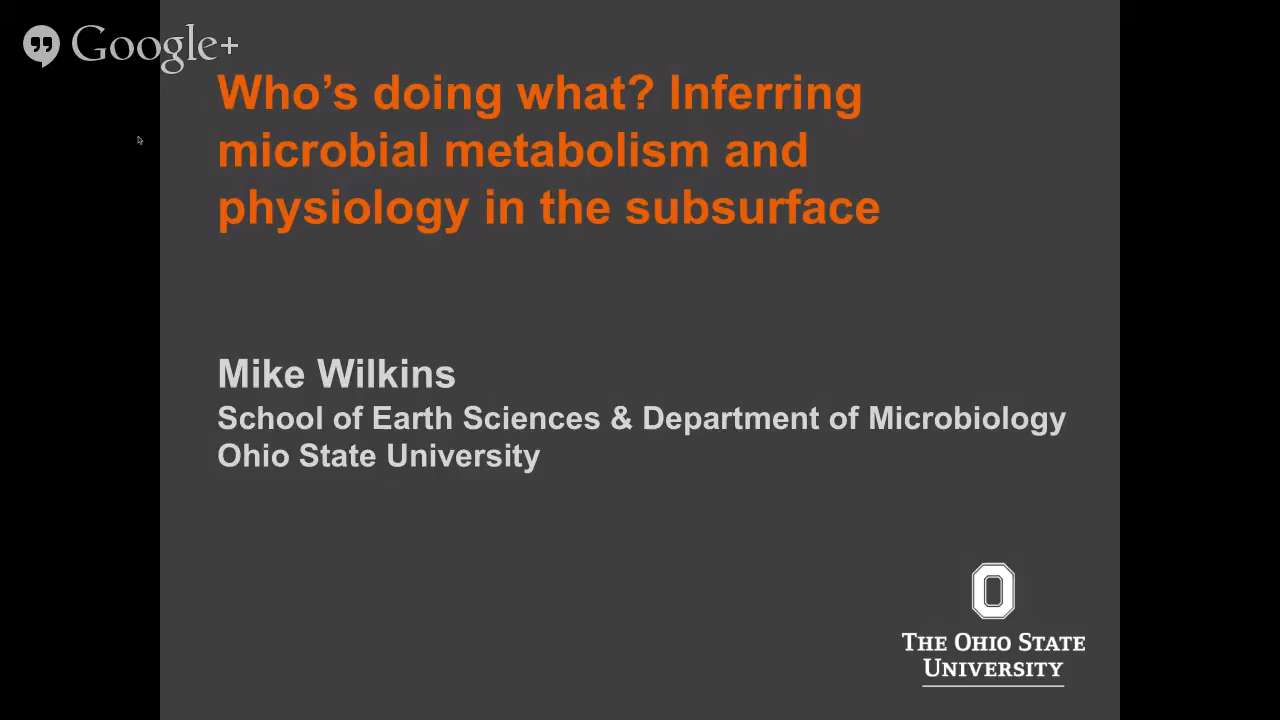 Google+
Who’s doing what? Inferring
microbial metabolism and
physiology in the subsurface
Mike Wilkins
School of Earth Sciences & Department of Microbiology
Ohio State University
O
THE OHIO STATE
UNIVERSITY